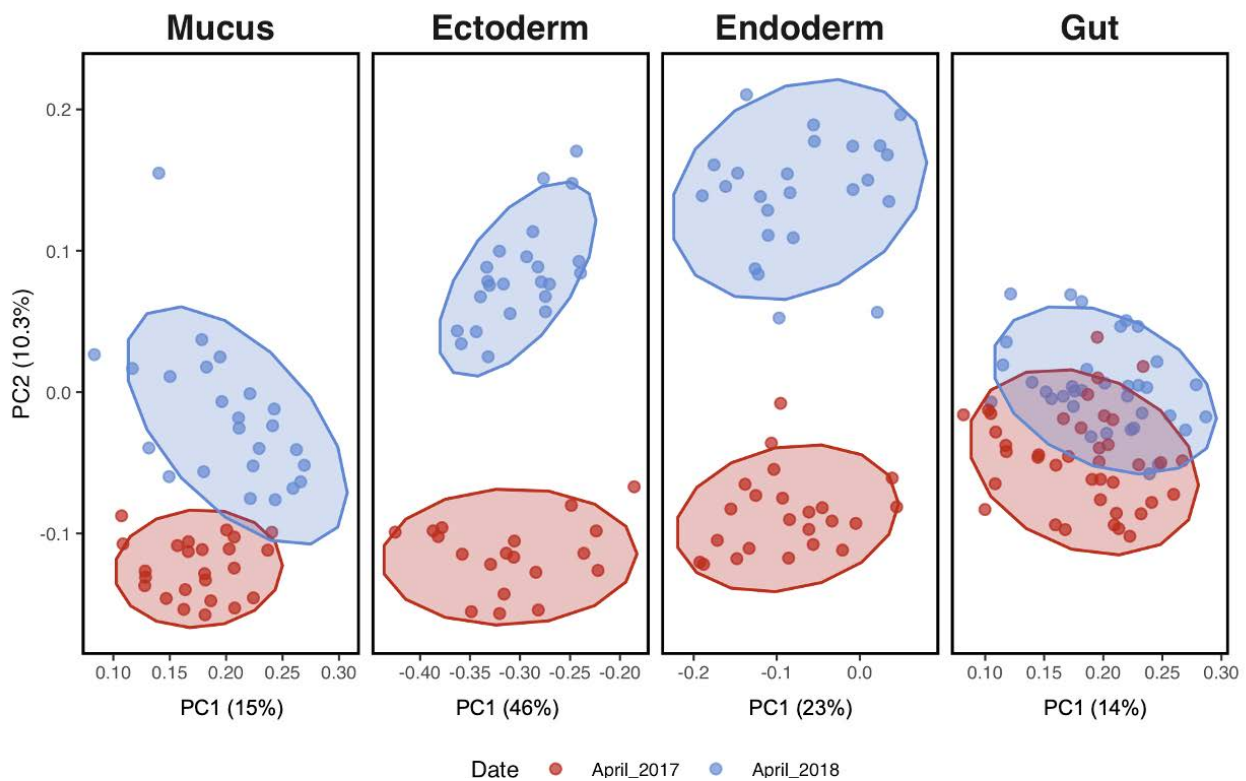 Mucus Ectoderm Endoderm Gut
PC2 (10.3%)
0.2
0.1
0.0
-0.1
0.10 0.15 0.20 0.25 0.30 -0.40 -0.35 -0.30 -0.25 -0.20 -0.2 -0.1 0.0 0.10 0.15 0.20 0.25 0.30
PC1 (15%) PC1 (46%) PC1 (23%) PC1 (14%)
Date April_2017 April_2018